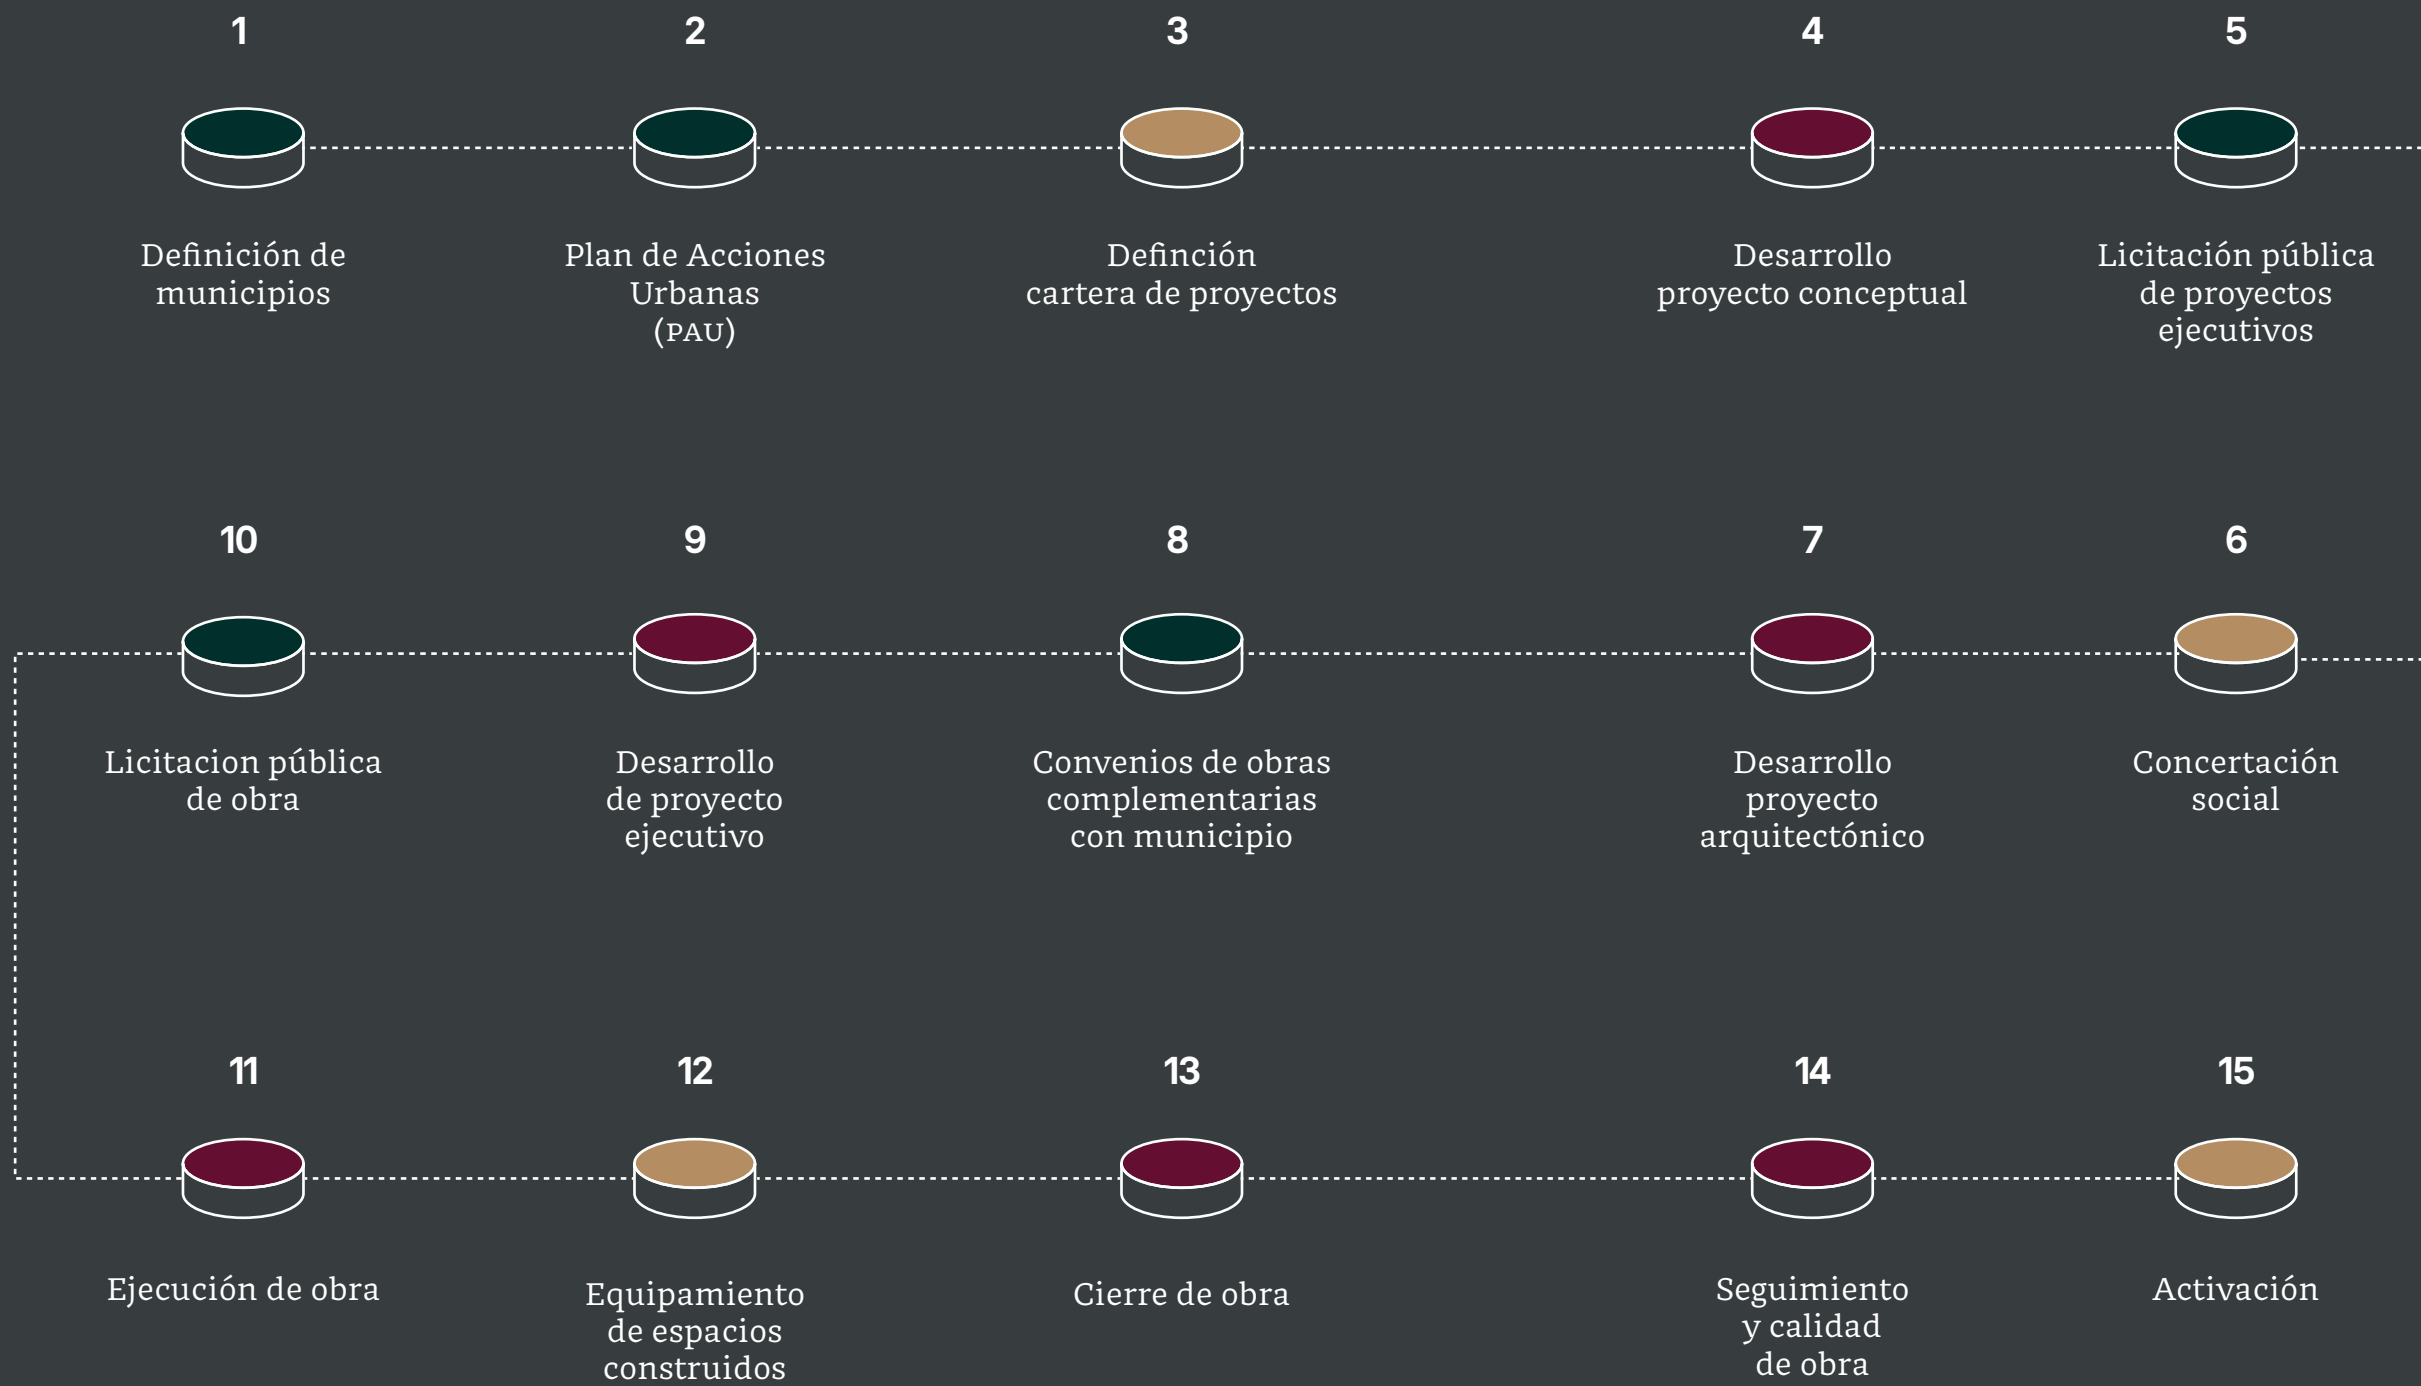 1
Definición de
municipios
2
Plan de Acciones
Urbanas
(PAU)
3
Definción
cartera de proyectos
4
Desarrollo
proyecto conceptual
5
Licitación pública
de proyectos
ejecutivos
10
Licitacion pública
de obra
9
Desarrollo
de proyecto
ejecutivo
8
Convenios de obras
complementarias
con municipio
7
Desarrollo
proyecto
arquitectónico
6
Concertación
social
11
Ejecución de obra
12
Equipamiento
de espacios
construidos
13
Cierre de obra
14
Seguimiento
y calidad
de obra
15
Activación